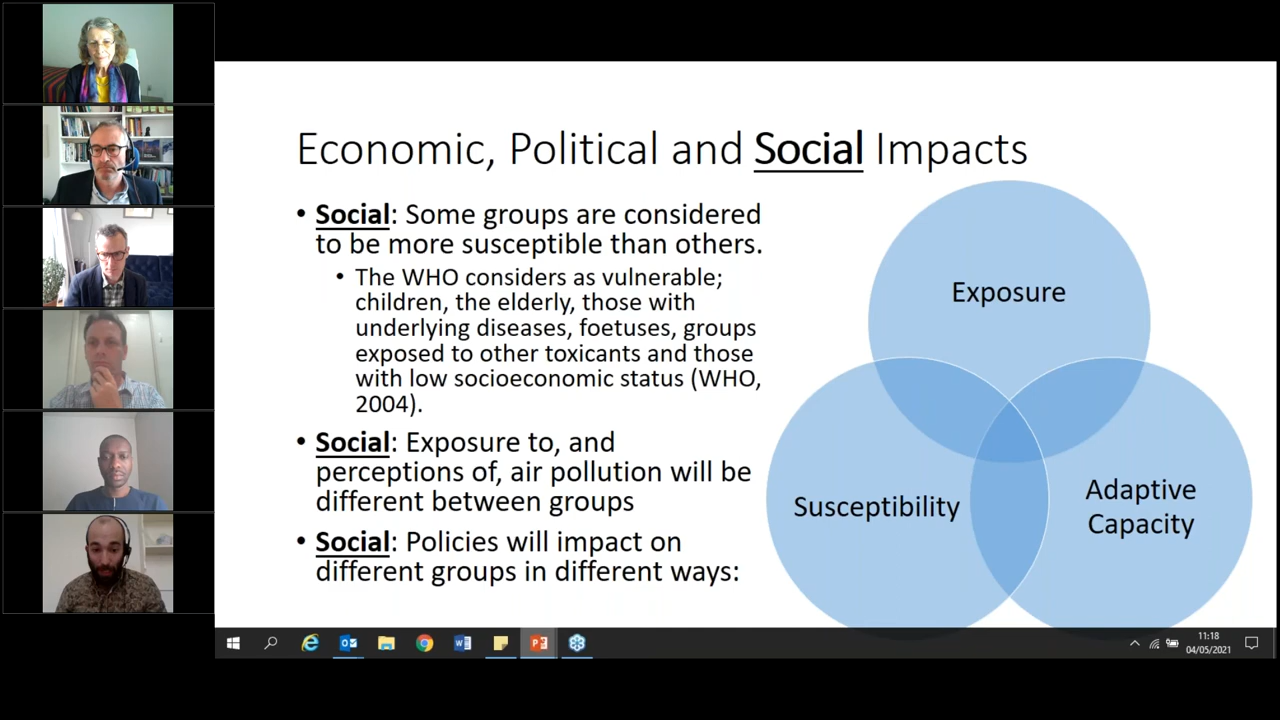 Economic, Political and Social Impacts
• Social: Some groups are considered
to be more susceptible than others.
• The WHO considers as vulnerable;
children, the elderly, those with
underlying diseases, foetuses, groups
exposed to other toxicants and those
with low socioeconomic status (WHO,
2004).
• Social: Exposure to, and
perceptions of, air pollution will be
different between groups
• Social: Policies will impact on
different groups in different ways:
Exposure
Susceptibility
Adaptive
Capacity
11:18
04/05/2021